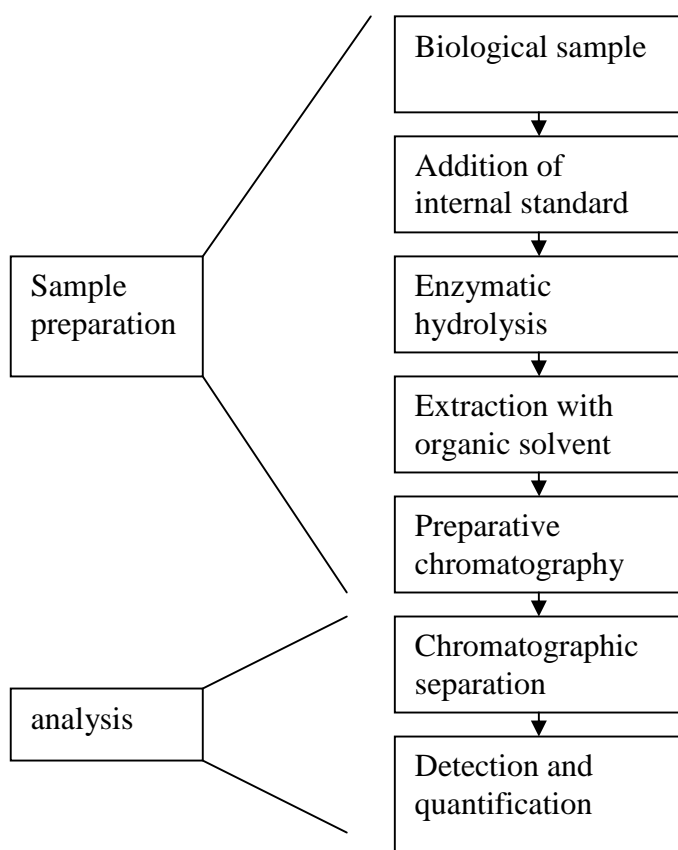 Biological sample
Addition of
internal standard
Sample
preparation
Enzymatic
hydrolysis
Extraction with
organic solvent
Preparative
chromatography
Chromatographic
separation
analysis
Detection and
quantification